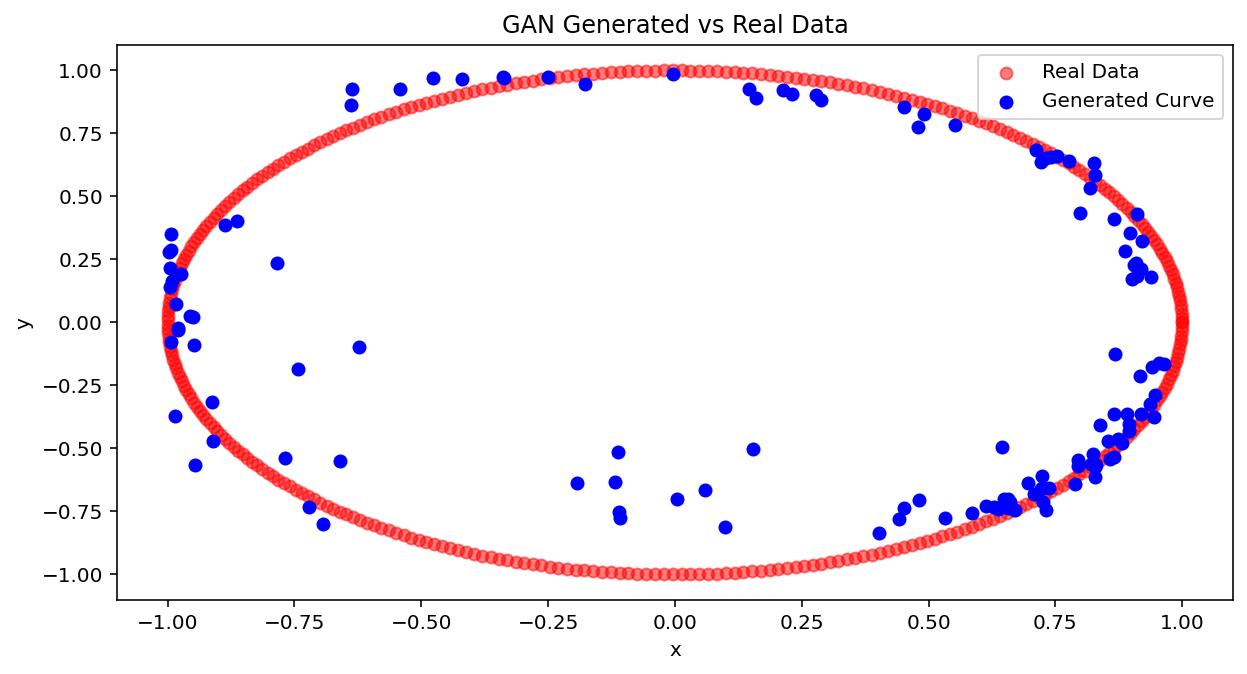 GAN Generated vs Real Data
Real Data
Generated Curve
1.00
0.75
0.50
0.25
0.00
−0.25
−0.50
−0.75
−1.00
y
−1.00 −0.75 −0.50 −0.25 0.00 0.25 0.50 0.75 1.00
x